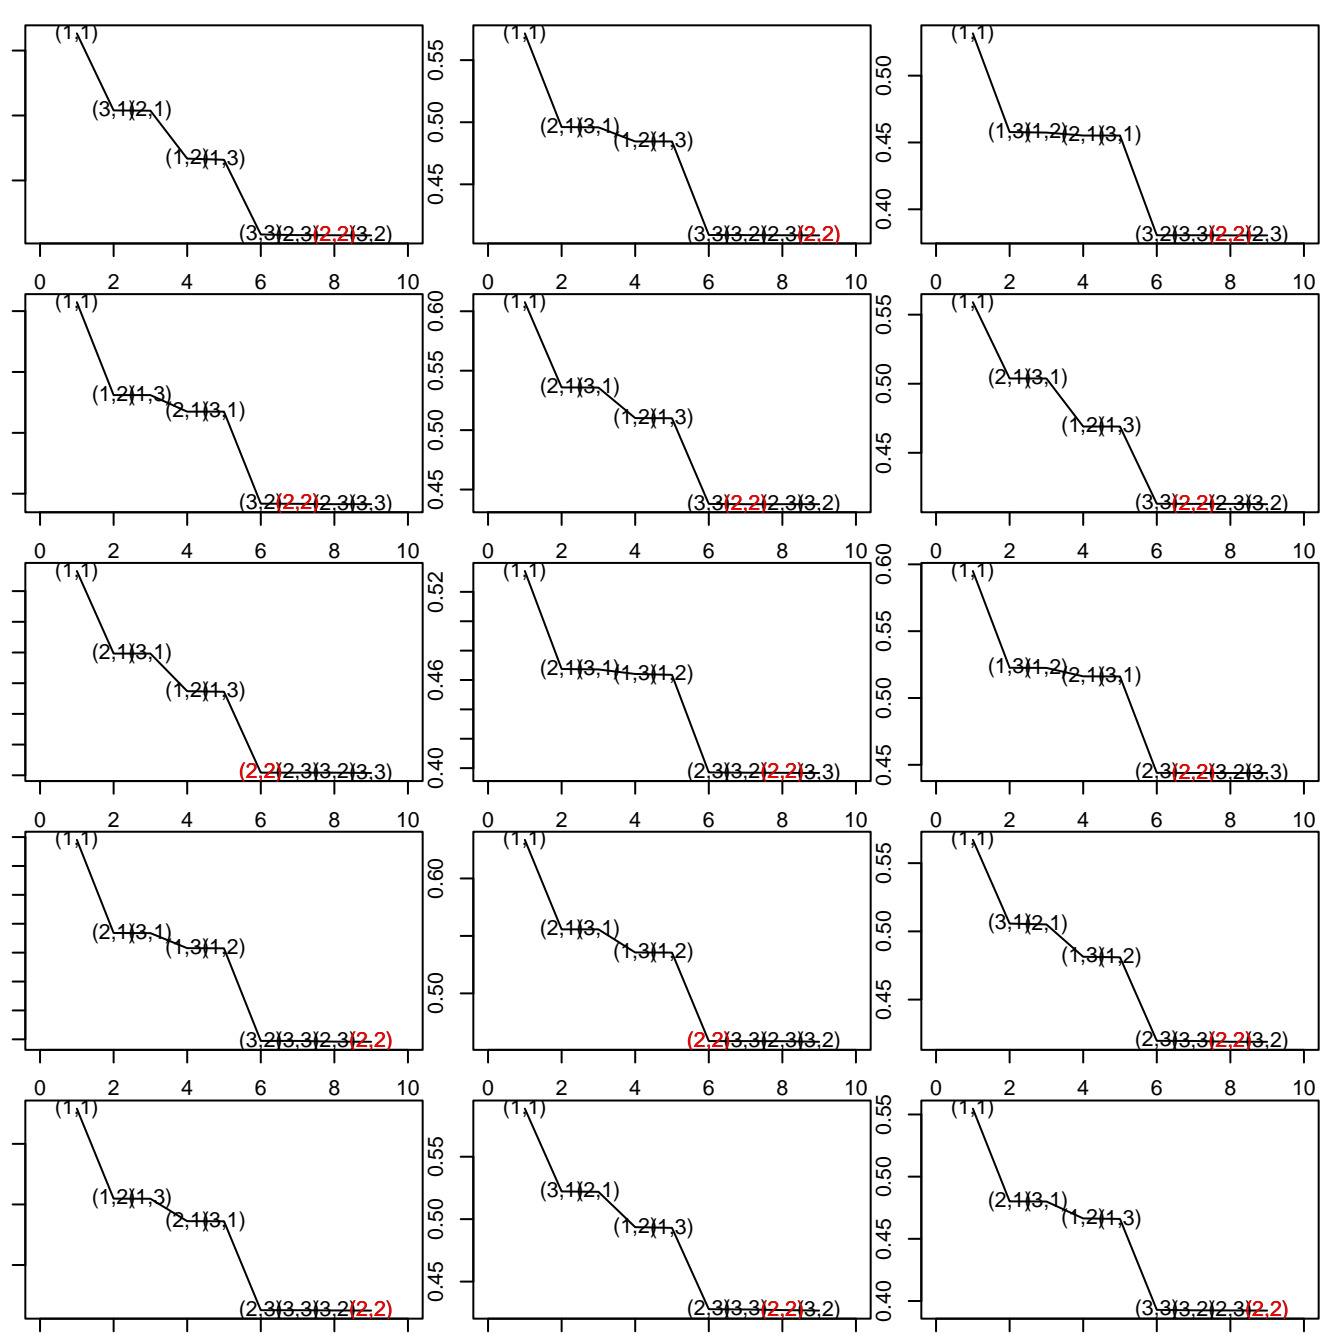 (1,1) (3,1) (2,1) (1,2) (1,3) (3,3) (2,3) (2,2) (3,2)
0.55 0.50 0.45
(1,1) (2,1) (3,1) (1,2) (1,3) (3,3) (3,2) (2,3) (2,2)
0.50 0.45 0.40
(1,1) (1,3) (1,2) (2,1) (3,1) (3,2) (3,3) (2,2) (2,3)
0 2 4 6 8 10 0 2 4 6 8 10 0 2 4 6 8 10
(1,1) (1,2) (1,3) (2,1) (3,1) (3,2) (2,2) (2,3) (3,3)
0.60 0.55 0.50 0.45
(1,1) (2,1) (3,1) (1,2) (1,3) (3,3) (2,2) (2,3) (3,2)
0.55 0.50 0.45
(1,1) (2,1) (3,1) (1,2) (1,3) (3,3) (2,2) (2,3) (3,2)
0 2 4 6 8 10 0 2 4 6 8 10 0 2 4 6 8 10
(1,1) (2,1) (3,1) (1,2) (1,3) (2,2) (2,3) (3,2) (3,3)
0.52 0.46 0.40
(1,1) (2,1) (3,1) (1,3) (1,2) (2,3) (3,2) (2,2) (3,3)
0.60 0.55 0.50 0.45
(1,1) (1,3) (1,2) (2,1) (3,1) (2,3) (2,2) (3,2) (3,3)
0 2 4 6 8 10 0 2 4 6 8 10 0 2 4 6 8 10
(1,1) (2,1) (3,1) (1,3) (1,2) (3,2) (3,3) (2,3) (2,2)
0.60 0.50
(1,1) (2,1) (3,1) (1,3) (1,2) (2,2) (3,3) (2,3) (3,2)
0.55 0.50 0.45
(1,1) (3,1) (2,1) (1,3) (1,2) (2,3) (3,3) (2,2) (3,2)
0 2 4 6 8 10 0 2 4 6 8 10 0 2 4 6 8 10
(1,1) (1,2) (1,3) (2,1) (3,1) (2,3) (3,3) (3,2) (2,2)
0.55 0.50 0.45
(1,1) (3,1) (2,1) (1,2) (1,3) (2,3) (3,3) (2,2) (3,2)
0.55 0.50 0.45 0.40
(1,1) (2,1) (3,1) (1,2) (1,3) (3,3) (3,2) (2,3) (2,2)